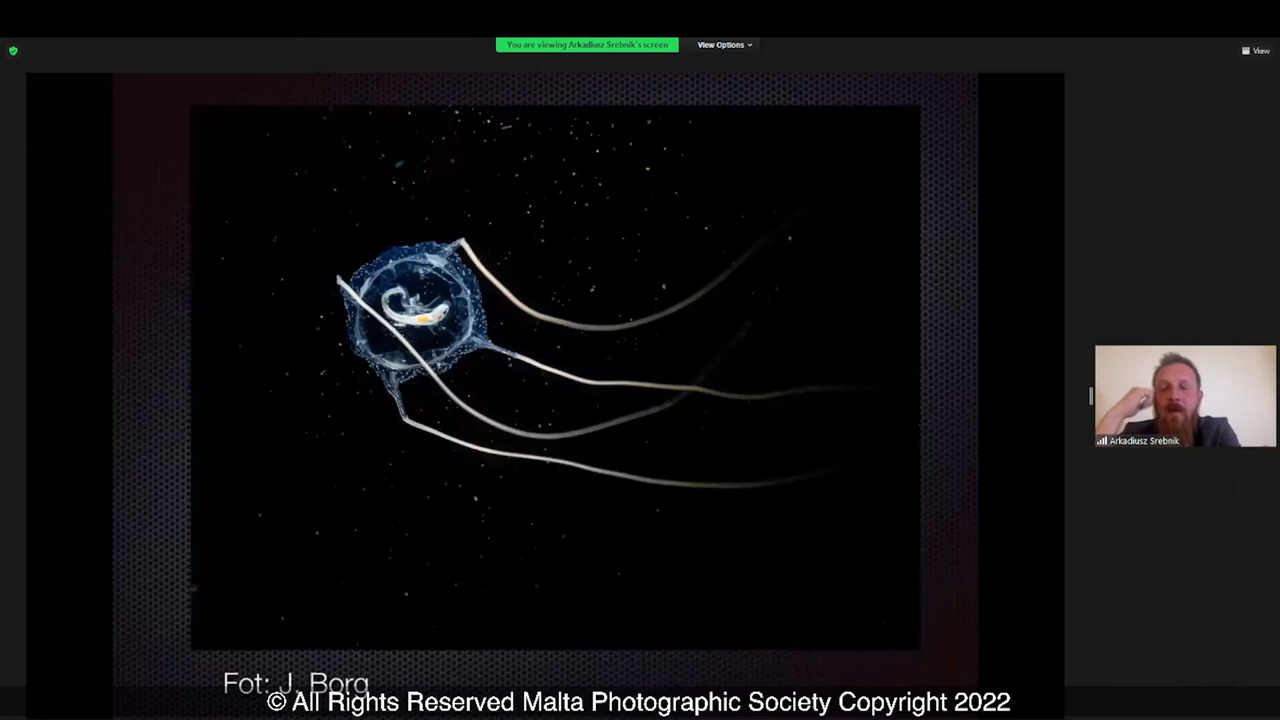 You are viewing Arkadiusz Srebnik's screen
View Options
View
Arkadiusz Srebnik
Fot: J. Borg
© All Rights Reserved Malta Photographic Society Copyright 2022